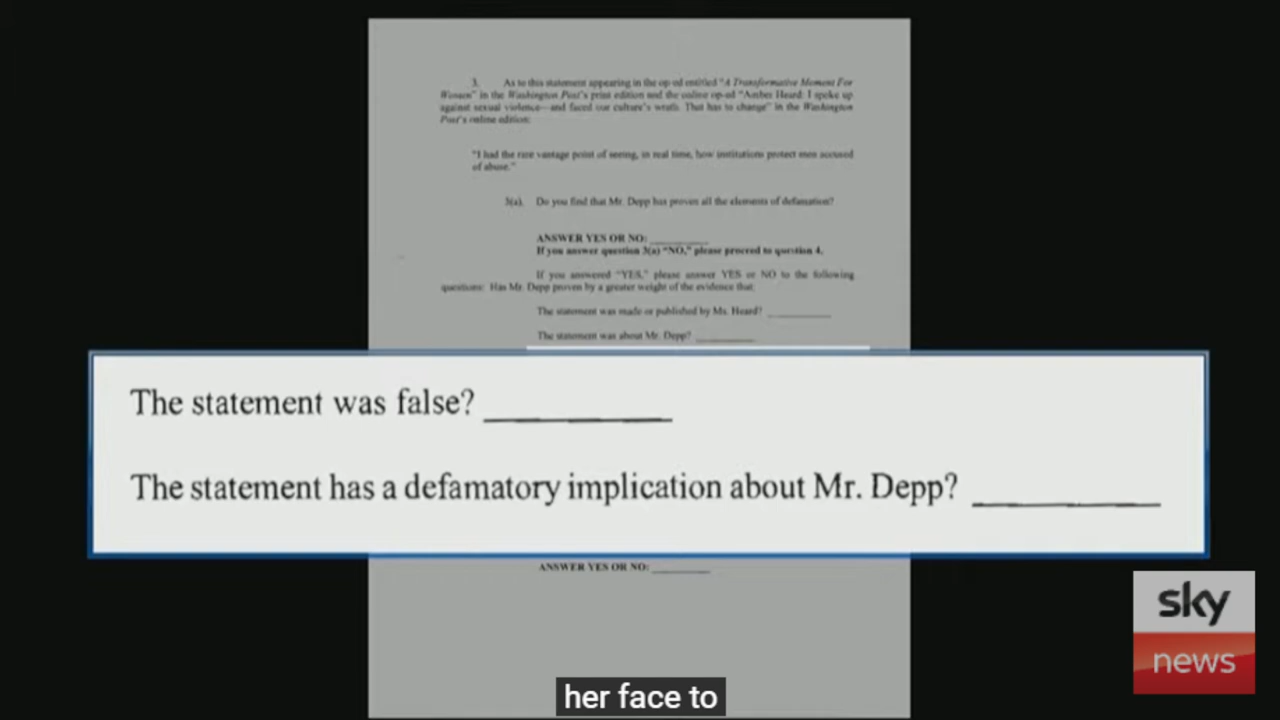 3. As to this statement appearing in the op-ed entitled "A Transformative Moment For
Women" in the Washington Post's print edition and the online op-ed "Amber Heard: I spoke up
against sexual violence—and faced our culture's wrath. That has to change" in the Washington
Post's online edition:
"I had the rare vantage point of seeing, in real time, how institutions protect men accused
of abuse."
3(a). Do you find that Mr. Depp has proven all the elements of defamation?
ANSWER YES OR NO: __________
If you answer question 3(a) "NO," please proceed to question 4.
If you answered "YES," please answer YES or NO to the following
questions: Has Mr. Depp proven by a greater weight of the evidence that:
The statement was made or published by Ms. Heard? __________
The statement was about Mr. Depp? __________
The statement was false? __________
The statement has a defamatory implication about Mr. Depp? __________
ANSWER YES OR NO: __________
sky
news
her face to